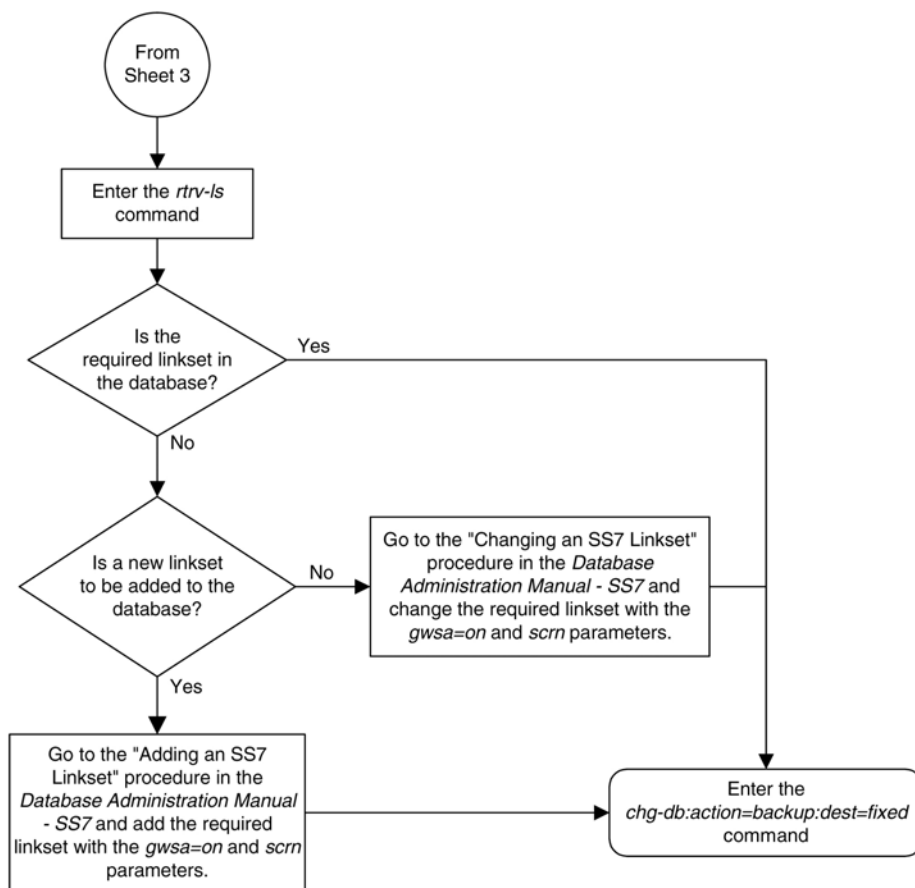 From
Sheet 3
Enter the rtrv-ls
command
Is the
required linkset in
the database?
Yes
No
Is a new linkset
to be added to the
database?
No
Go to the "Changing an SS7 Linkset"
procedure in the Database
Administration Manual - SS7 and
change the required linkset with the
gwsa=on and scrn parameters.
Yes
Go to the "Adding an SS7
Linkset" procedure in the
Database Administration Manual
- SS7 and add the required
linkset with the gwsa=on and scrn
parameters.
Enter the
chg-db:action=backup:dest=fixed
command